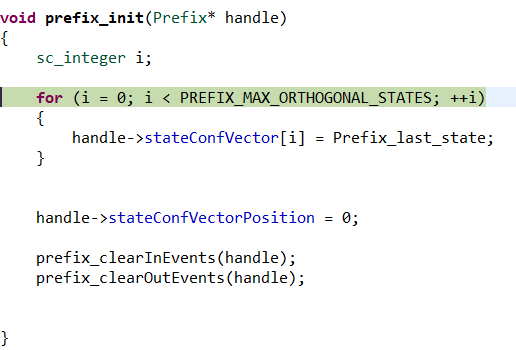 void prefix_init(Prefix* handle)
{
    sc_integer i;
    for (i = 0; i < PREFIX_MAX_ORTHOGONAL_STATES; ++i)
    {
        handle->stateConfVector[i] = Prefix_last_state;
    }
    handle->stateConfVectorPosition = 0;
    prefix_clearInEvents(handle);
    prefix_clearOutEvents(handle);
}